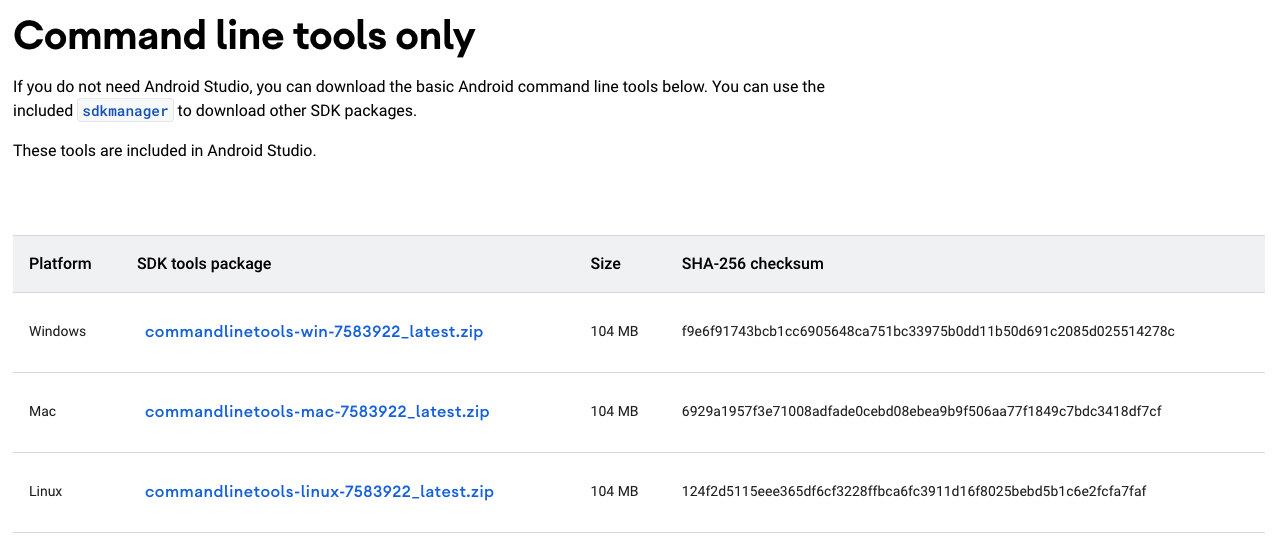 Command line tools only
If you do not need Android Studio, you can download the basic Android command line tools below. You can use the
included sdkmanager to download other SDK packages.
These tools are included in Android Studio.
Platform SDK tools package Size SHA-256 checksum
Windows commandlinetools-win-7583922_latest.zip 104 MB f9e6f91743bcb1cc6905648ca751bc33975b0dd11b50d691c2085d025514278c
Mac commandlinetools-mac-7583922_latest.zip 104 MB 6929a1957f3e71008adfade0cebd08ebea9b9f506aa77f1849c7bdc3418df7cf
Linux commandlinetools-linux-7583922_latest.zip 104 MB 124f2d5115eee365df6cf3228ffbca6fc3911d16f8025bebd5b1c6e2fcfa7faf